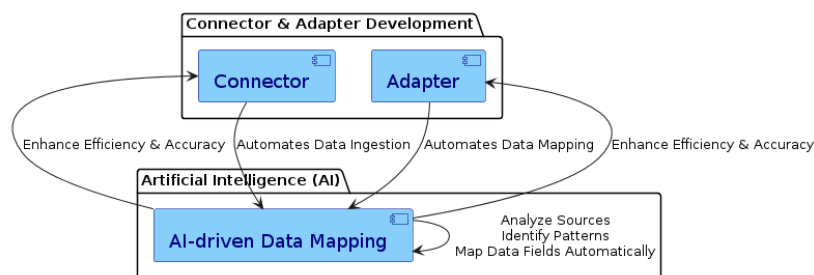 Connector & Adapter Development
Connector
Adapter
Enhance Efficiency & Accuracy
Automates Data Ingestion
Automates Data Mapping
Enhance Efficiency & Accuracy
Artificial Intelligence (AI)
AI-driven Data Mapping
Analyze Sources
Identify Patterns
Map Data Fields Automatically